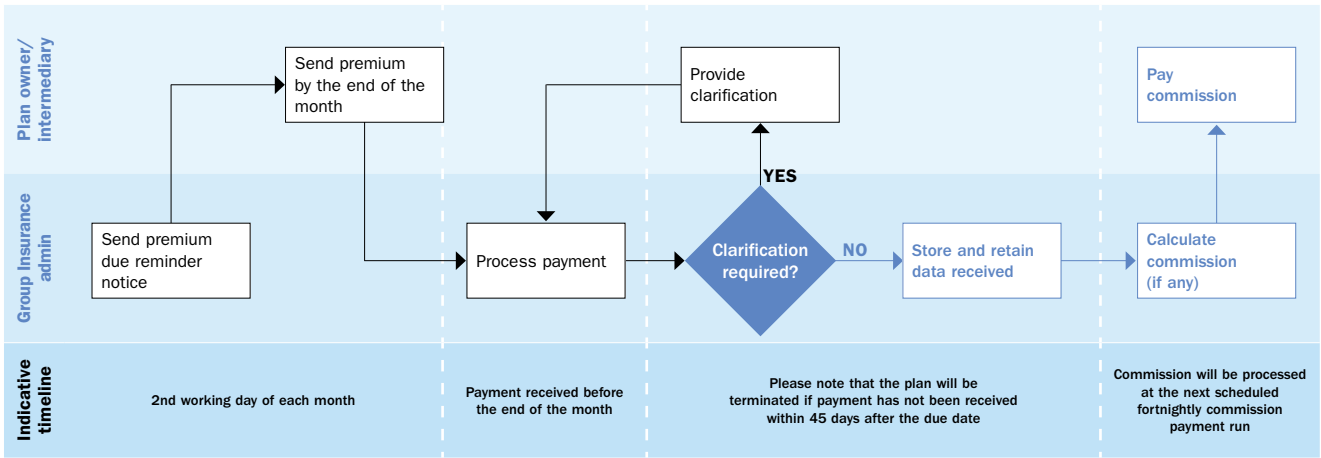 Plan owner/
intermediary
Send premium
by the end of the
month
Provide
clarification
Pay
commission
YES
Group Insurance
admin
Send premium
due reminder
notice
Process payment
Clarification
required?
NO
Store and retain
data received
Calculate
commission
(if any)
Indicative
timeline
2nd working day of each month
Payment received before
the end of the month
Please note that the plan will be
terminated if payment has not been received
within 45 days after the due date
Commission will be processed
at the next scheduled
fortnightly commission
payment run